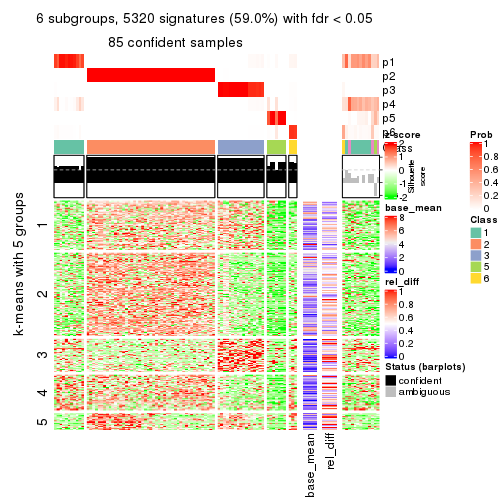 6 subgroups, 5320 signatures (59.0%) with fdr < 0.05
85 confident samples
p1
p2
p3
p4
p5
p6
Class
Silhouette
score
z-score
2
1
0
-1
-2
base_mean
8
6
4
2
0
rel_diff
1
0.8
0.6
0.4
0.2
0
Status (barplots)
confident
ambiguous
Prob
1
0.8
0.6
0.4
0.2
0
Class
1
2
3
5
6
k-means with 5 groups
1
2
3
4
5
base_mean
rel_diff